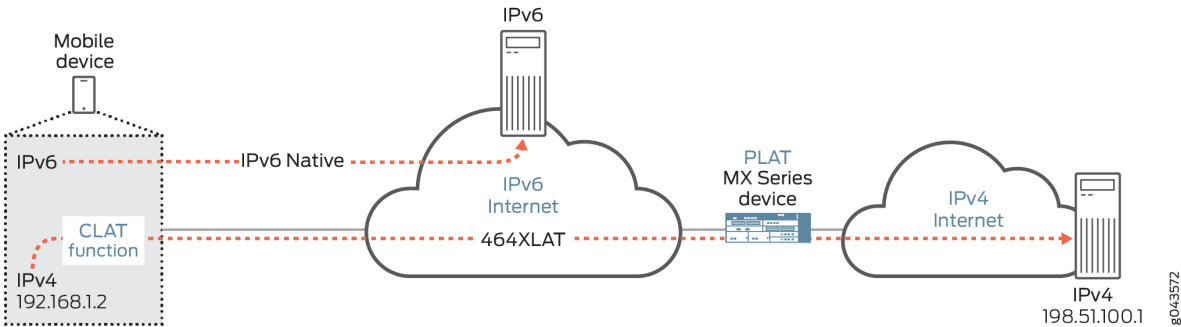 IPv6
Mobile
device
IPv6
IPv6 Native
IPv6
Internet
PLAT
MX Series
device
IPv4
Internet
CLAT
function
464XLAT
IPv4
192.168.1.2
IPv4
198.51.100.1
g043572